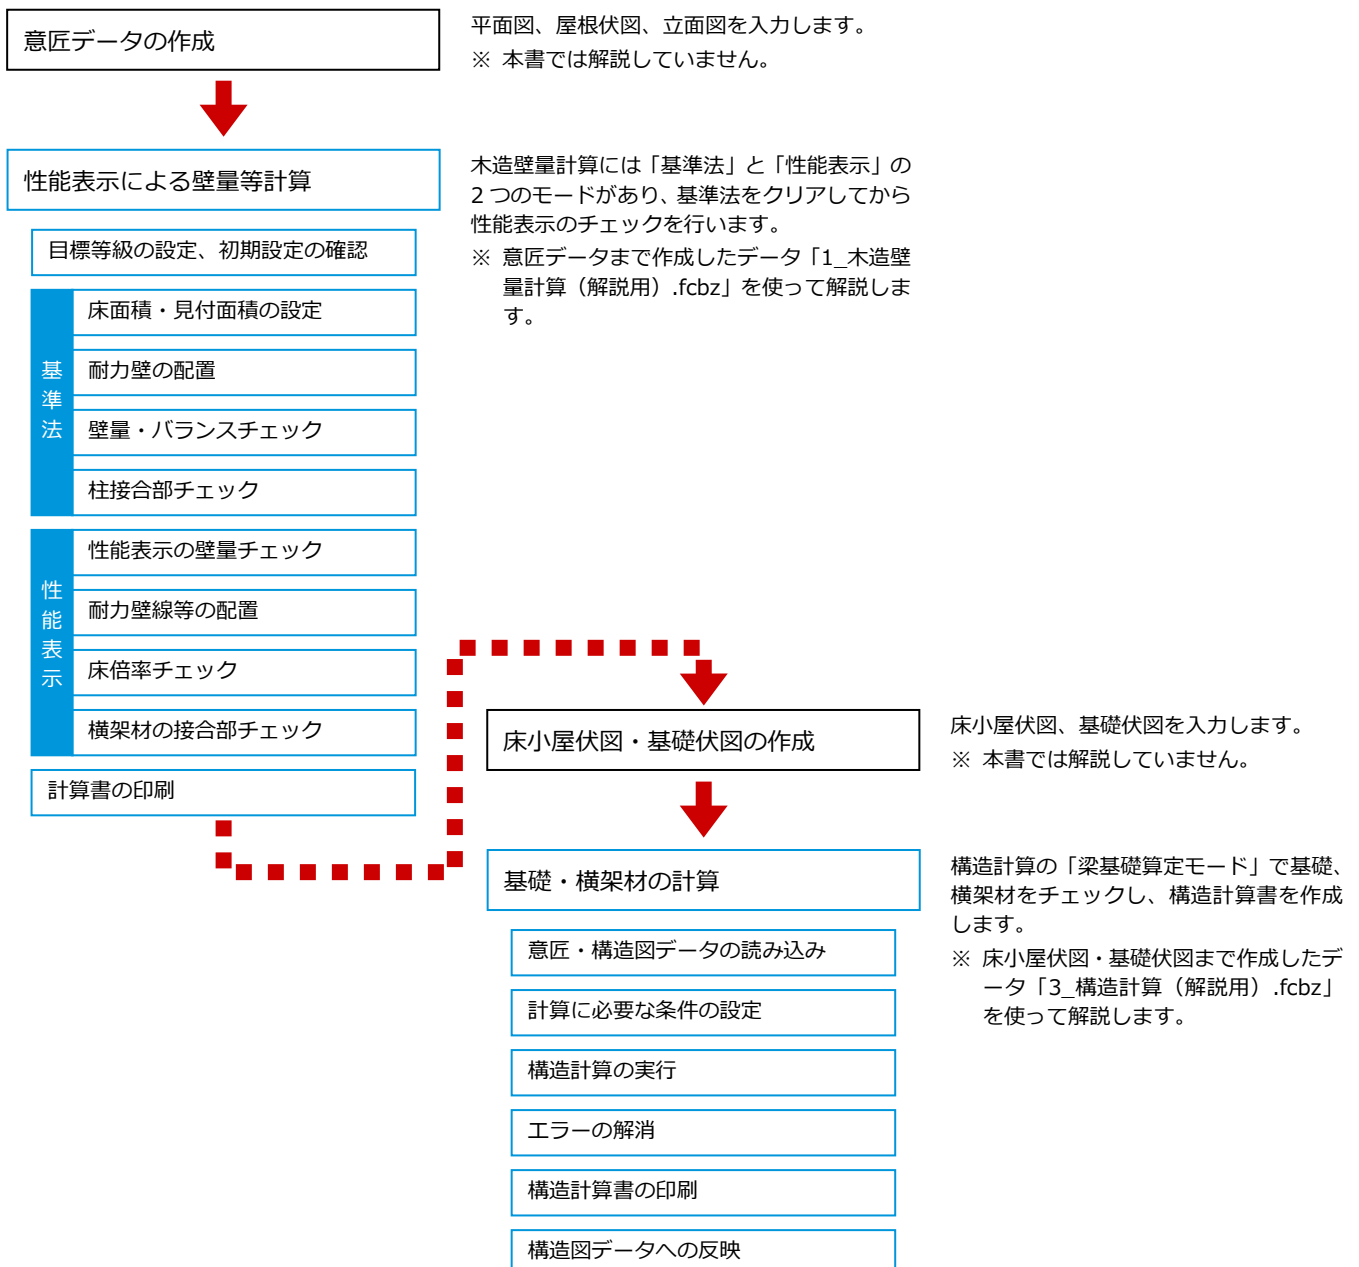 意匠データの作成
平面図、屋根伏図、立面図を入力します。
※ 本書では解説していません。
性能表示による壁量等計算
木造壁量計算には「基準法」と「性能表示」の
2 つのモードがあり、基準法をクリアしてから
性能表示のチェックを行います。
※ 意匠データまで作成したデータ「1_木造壁
量計算（解説用）.fcbz」を使って解説しま
す。
目標等級の設定、初期設定の確認
基準法
床面積・見付面積の設定
耐力壁の配置
壁量・バランスチェック
柱接合部チェック
性能表示
性能表示の壁量チェック
耐力壁線等の配置
床倍率チェック
横架材の接合部チェック
計算書の印刷
床小屋伏図・基礎伏図の作成
床小屋伏図、基礎伏図を入力します。
※ 本書では解説していません。
基礎・横架材の計算
構造計算の「梁基礎算定モード」で基礎、
横架材をチェックし、構造計算書を作成
します。
※ 床小屋伏図・基礎伏図まで作成したデ
ータ「3_構造計算（解説用）.fcbz」
を使って解説します。
意匠・構造図データの読み込み
計算に必要な条件の設定
構造計算の実行
エラーの解消
構造計算書の印刷
構造図データへの反映